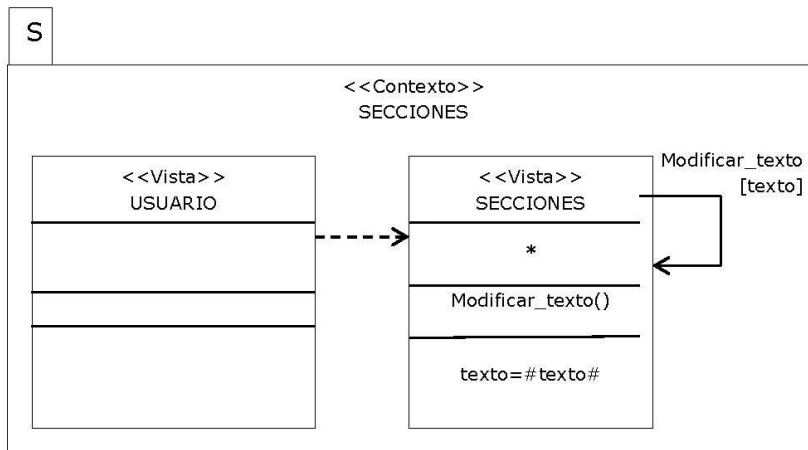 S
<<Contexto>>
SECCIONES
<<Vista>>
USUARIO
<<Vista>>
SECCIONES
*
Modificar_texto()
texto=#texto#
Modificar_texto
[texto]